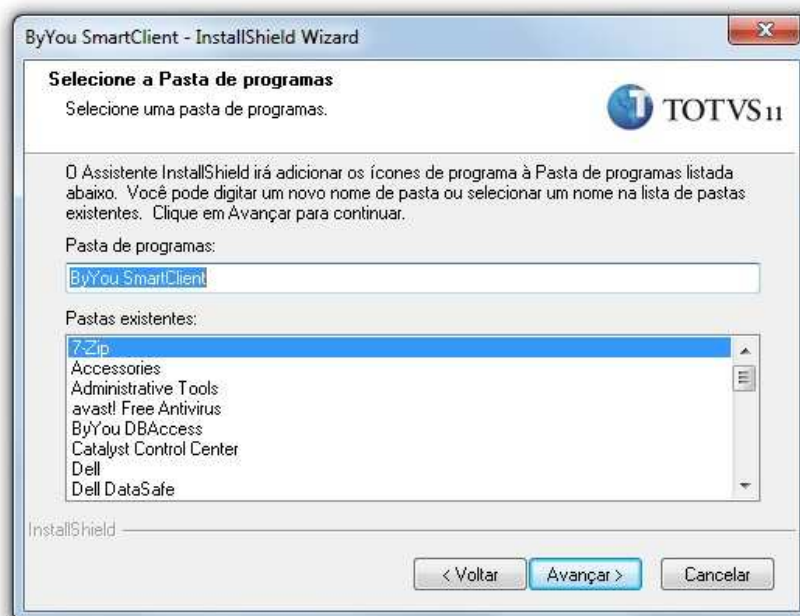 ByYou SmartClient - InstallShield Wizard
Selecione a Pasta de programas
Selecione uma pasta de programas.
TOTVS 11
O Assistente InstallShield irá adicionar os ícones de programa à Pasta de programas listada
abaixo. Você pode digitar um novo nome de pasta ou selecionar um nome na lista de pastas
existentes. Clique em Avançar para continuar.
Pasta de programas:
ByYou SmartClient
Pastas existentes:
7-Zip
Accessories
Administrative Tools
avast! Free Antivirus
ByYou DBAccess
Catalyst Control Center
Dell
Dell DataSafe
InstallShield
< Voltar Avançar > Cancelar